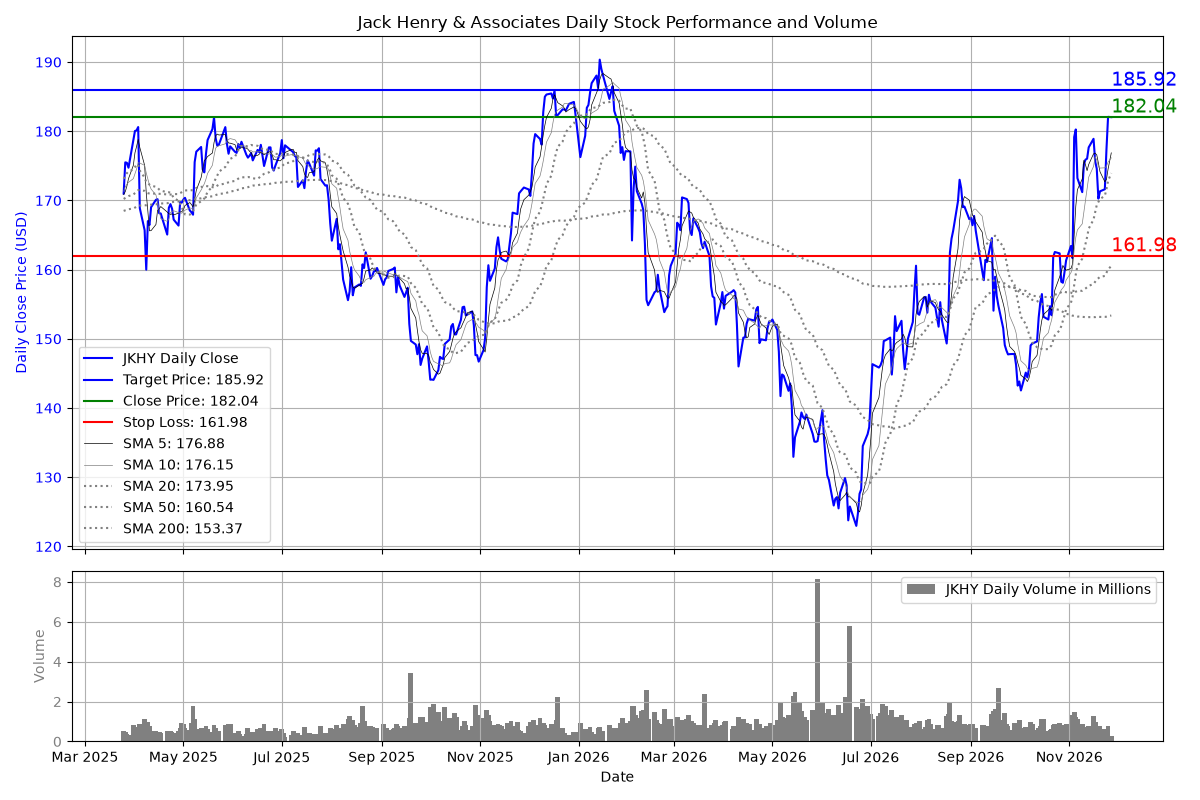 Jack Henry & Associates Daily Stock Performance and Volume
Daily Close Price (USD)
190
180
170
160
150
140
130
120
185.92
182.04
161.98
JKHY Daily Close
Target Price: 185.92
Close Price: 182.04
Stop Loss: 161.98
SMA 5: 176.88
SMA 10: 176.15
SMA 20: 173.95
SMA 50: 160.54
SMA 200: 153.37
Volume
8
6
4
2
0
JKHY Daily Volume in Millions
Mar 2025 May 2025 Jul 2025 Sep 2025 Nov 2025 Jan 2026 Mar 2026 May 2026 Jul 2026 Sep 2026 Nov 2026
Date